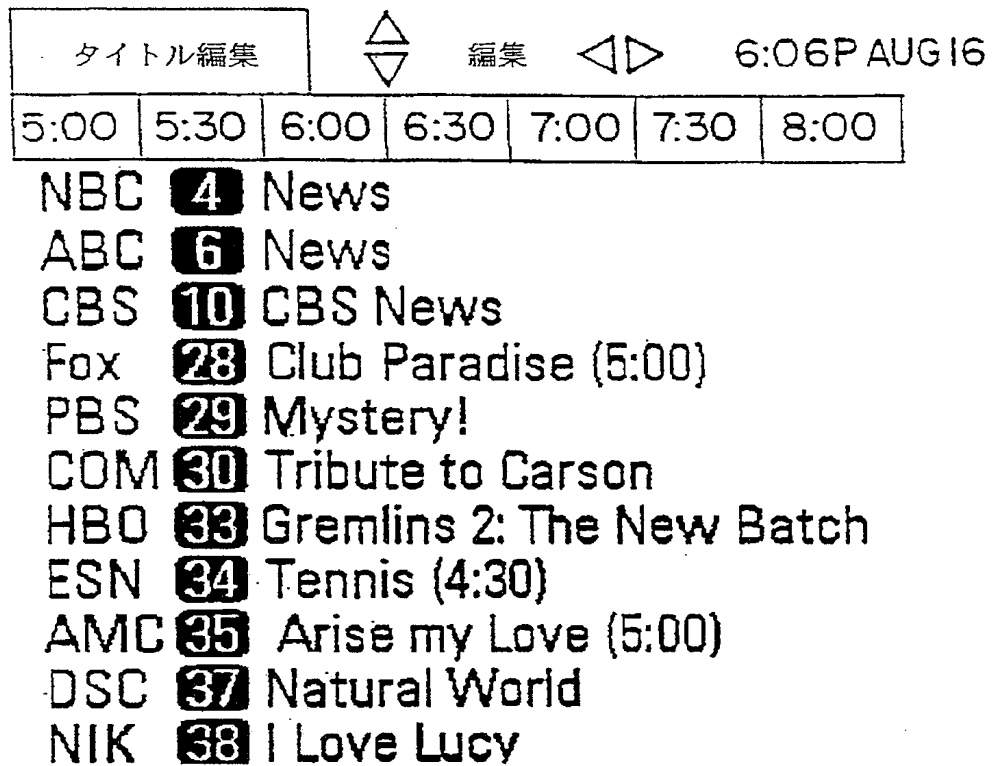 タイトル編集 編集 6:06P AUG 16
5:00 5:30 6:00 6:30 7:00 7:30 8:00
NBC 4 News
ABC 6 News
CBS 10 CBS News
Fox 28 Club Paradise (5:00)
PBS 29 Mystery!
COM 30 Tribute to Carson
HBO 33 Gremlins 2: The New Batch
ESN 34 Tennis (4:30)
AMC 35 Arise my Love (5:00)
DSC 37 Natural World
NIK 38 I Love Lucy